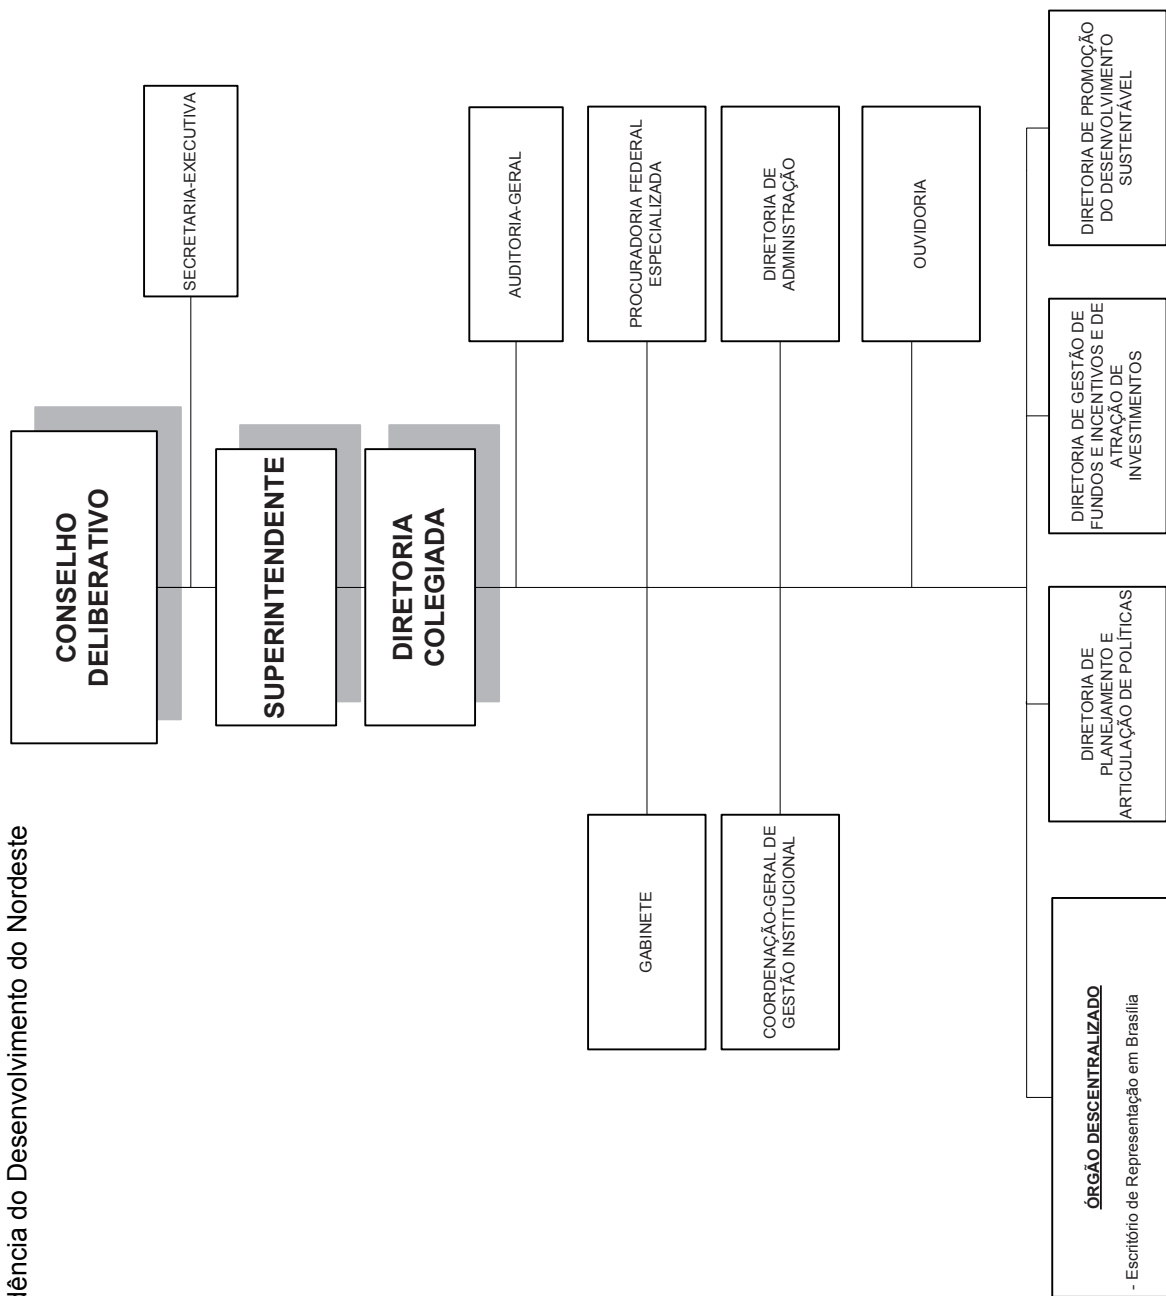 dência do Desenvolvimento do Nordeste
CONSELHO
DELIBERATIVO
SECRETARIA-EXECUTIVA
SUPERINTENDENTE
DIRETORIA
COLEGIADA
AUDITORIA-GERAL
GABINETE
PROCURADORIA FEDERAL
ESPECIALIZADA
COORDENAÇÃO-GERAL DE
GESTÃO INSTITUCIONAL
DIRETORIA DE
ADMINISTRAÇÃO
OUVIDORIA
ÓRGÃO DESCENTRALIZADO
- Escritório de Representação em Brasília
DIRETORIA DE
PLANEJAMENTO E
ARTICULAÇÃO DE POLÍTICAS
DIRETORIA DE GESTÃO DE
FUNDOS E INCENTIVOS E DE
ATRAÇÃO DE
INVESTIMENTOS
DIRETORIA DE PROMOÇÃO
DO DESENVOLVIMENTO
SUSTENTÁVEL